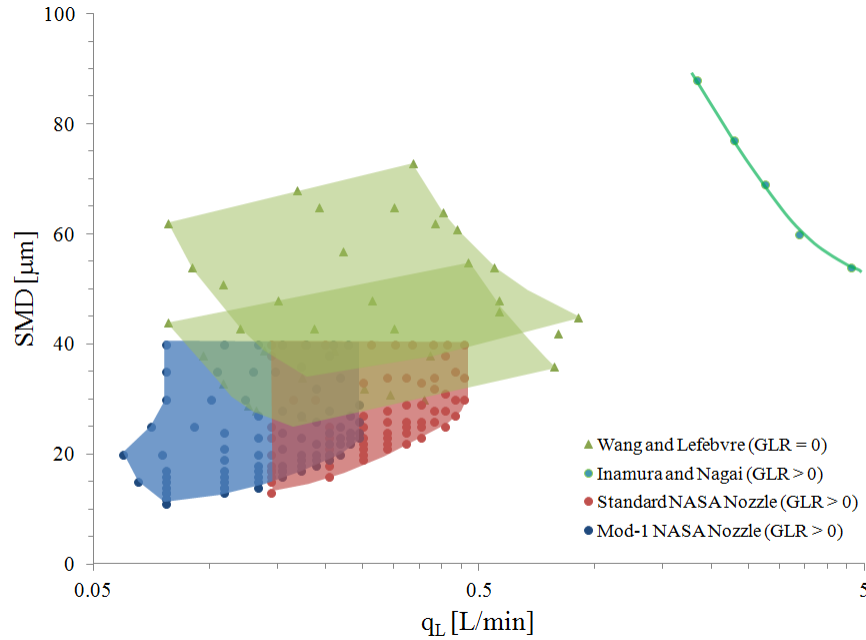 100
80
60
40
20
0
SMD [μm]
0.05
0.5
5
qL [L/min]
Wang and Lefebvre (GLR = 0)
Inamura and Nagai (GLR > 0)
Standard NASA Nozzle (GLR > 0)
Mod-1 NASA Nozzle (GLR > 0)